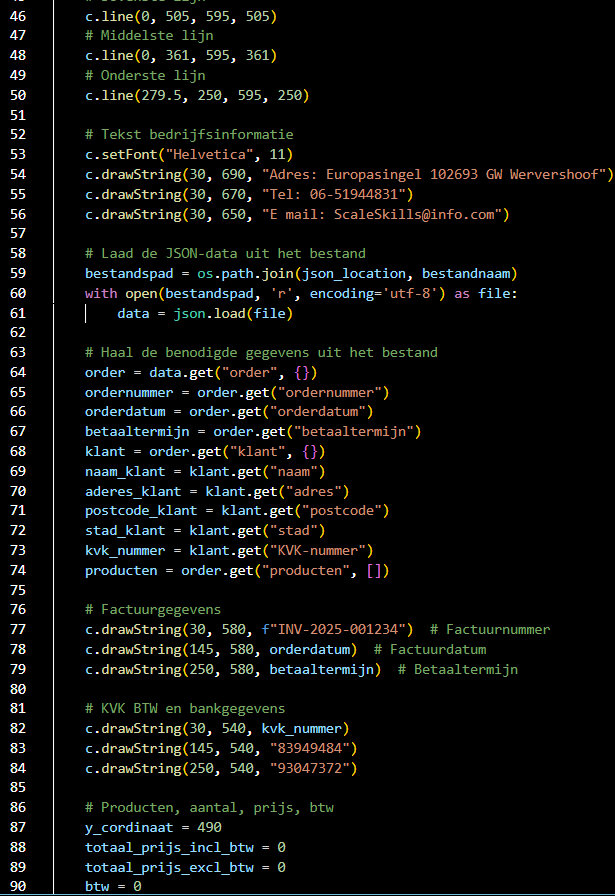 46 c.line(0, 505, 595, 505)
47 # Middelste lijn
48 c.line(0, 361, 595, 361)
49 # Onderste lijn
50 c.line(279.5, 250, 595, 250)
51
52 # Tekst bedrijfsinformatie
53 c.setFont("Helvetica", 11)
54 c.drawString(30, 690, "Adres: Europasingel 102693 GW Wervershoof")
55 c.drawString(30, 670, "Tel: 06-51944831")
56 c.drawString(30, 650, "E mail: ScaleSkills@info.com")
57
58 # Laad de JSON-data uit het bestand
59 bestandspad = os.path.join(json_location, bestandnaam)
60 with open(bestandspad, 'r', encoding='utf-8') as file:
61 data = json.load(file)
62
63 # Haal de benodigde gegevens uit het bestand
64 order = data.get("order", {})
65 ordernummer = order.get("ordernummer")
66 orderdatum = order.get("orderdatum")
67 betaaltermijn = order.get("betaaltermijn")
68 klant = order.get("klant", {})
69 naam_klant = klant.get("naam")
70 aderes_klant = klant.get("adres")
71 postcode_klant = klant.get("postcode")
72 stad_klant = klant.get("stad")
73 kvk_nummer = klant.get("KVK-nummer")
74 producten = order.get("producten", [])
75
76 # Factuurgegevens
77 c.drawString(30, 580, f"INV-2025-001234") # Factuurnummer
78 c.drawString(145, 580, orderdatum) # Factuurdatum
79 c.drawString(250, 580, betaaltermijn) # Betaaltermijn
80
81 # KVK BTW en bankgegevens
82 c.drawString(30, 540, kvk_nummer)
83 c.drawString(145, 540, "83949484")
84 c.drawString(250, 540, "93047372")
85
86 # Producten, aantal, prijs, btw
87 y_cordinaat = 490
88 totaal_prijs_incl_btw = 0
89 totaal_prijs_excl_btw = 0
90 btw = 0